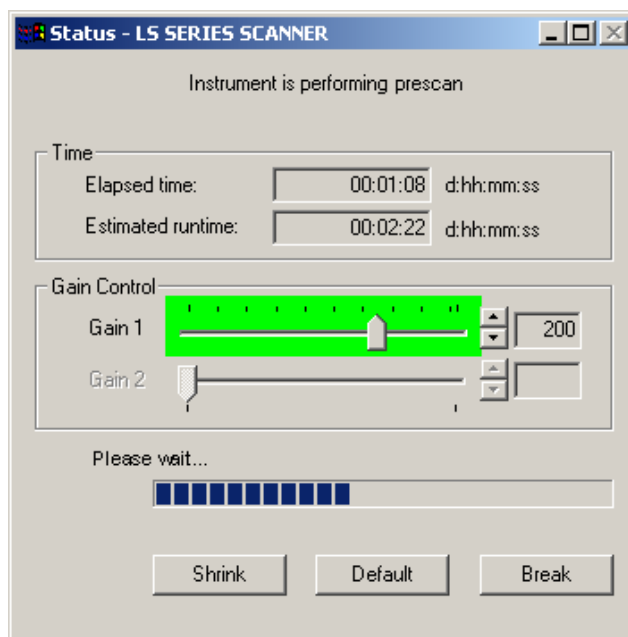 Status - LS SERIES SCANNER
Instrument is performing prescan
Time
Elapsed time: 00:01:08 d:hh:mm:ss
Estimated runtime: 00:02:22 d:hh:mm:ss
Gain Control
Gain 1 200
Gain 2
Please wait...
Shrink Default Break